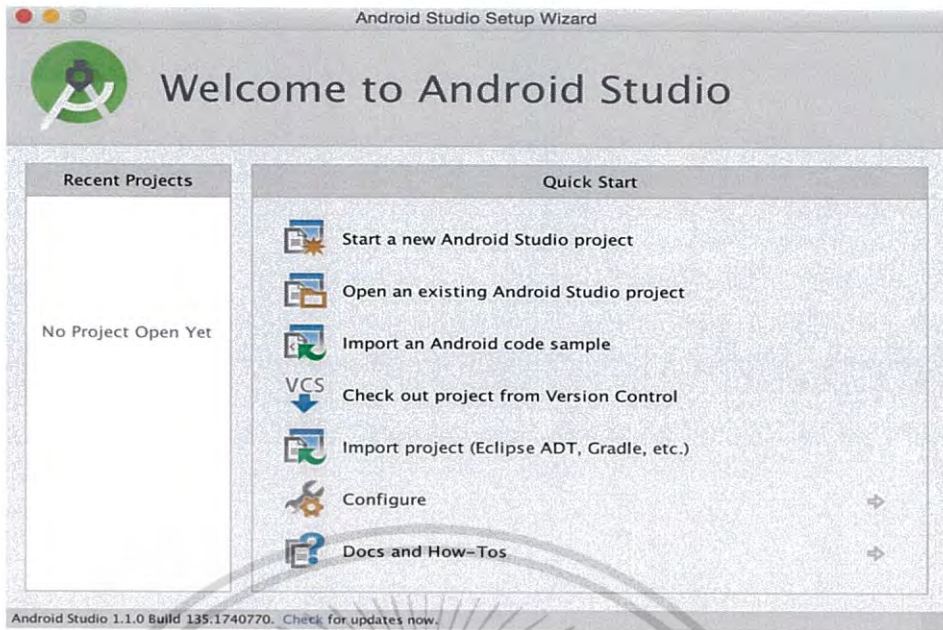 Android Studio Setup Wizard
Welcome to Android Studio
Recent Projects
No Project Open Yet
Quick Start
Start a new Android Studio project
Open an existing Android Studio project
Import an Android code sample
VCS
Check out project from Version Control
Import project (Eclipse ADT, Gradle, etc.)
Configure
Docs and How-Tos
Android Studio 1.1.0 Build 135.1740770. Check for updates now.